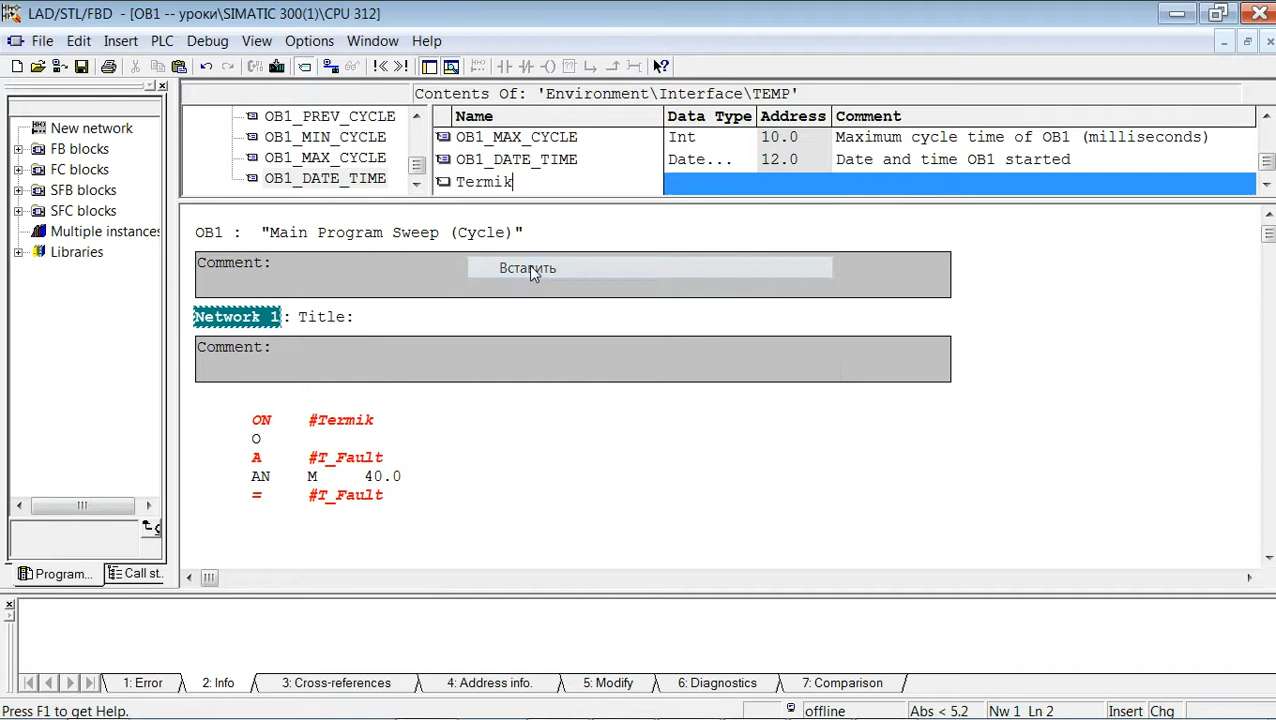 LAD/STL/FBD - [OB1 -- уроки\SIMATIC 300(1)\CPU 312]
File Edit Insert PLC Debug View Options Window Help
Contents Of: 'Environment\Interface\TEMP'
New network
FB blocks
FC blocks
SFB blocks
SFC blocks
Multiple instances
Libraries
Program...
Call st.
OB1_PREV_CYCLE
OB1_MIN_CYCLE
OB1_MAX_CYCLE
OB1_DATE_TIME
Name Data Type Address Comment
OB1_MAX_CYCLE Int 10.0 Maximum cycle time of OB1 (milliseconds)
OB1_DATE_TIME Date... 12.0 Date and time OB1 started
Termik
OB1 : "Main Program Sweep (Cycle)"
Comment:
Вставить
Network 1: Title:
Comment:
ON #Termik
O
A #T_Fault
AN M 40.0
= #T_Fault
1: Error 2: Info 3: Cross-references 4: Address info. 5: Modify 6: Diagnostics 7: Comparison
Press F1 to get Help. offline Abs < 5.2 Nw 1 Ln 2 Insert Chg